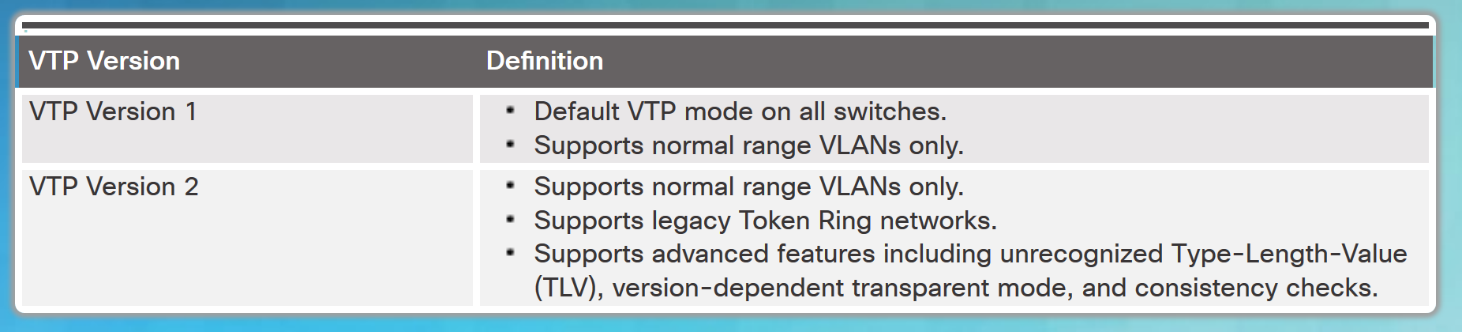 VTP Version Definition
VTP Version 1
▪ Default VTP mode on all switches.
▪ Supports normal range VLANs only.
VTP Version 2
▪ Supports normal range VLANs only.
▪ Supports legacy Token Ring networks.
▪ Supports advanced features including unrecognized Type-Length-Value
(TLV), version-dependent transparent mode, and consistency checks.